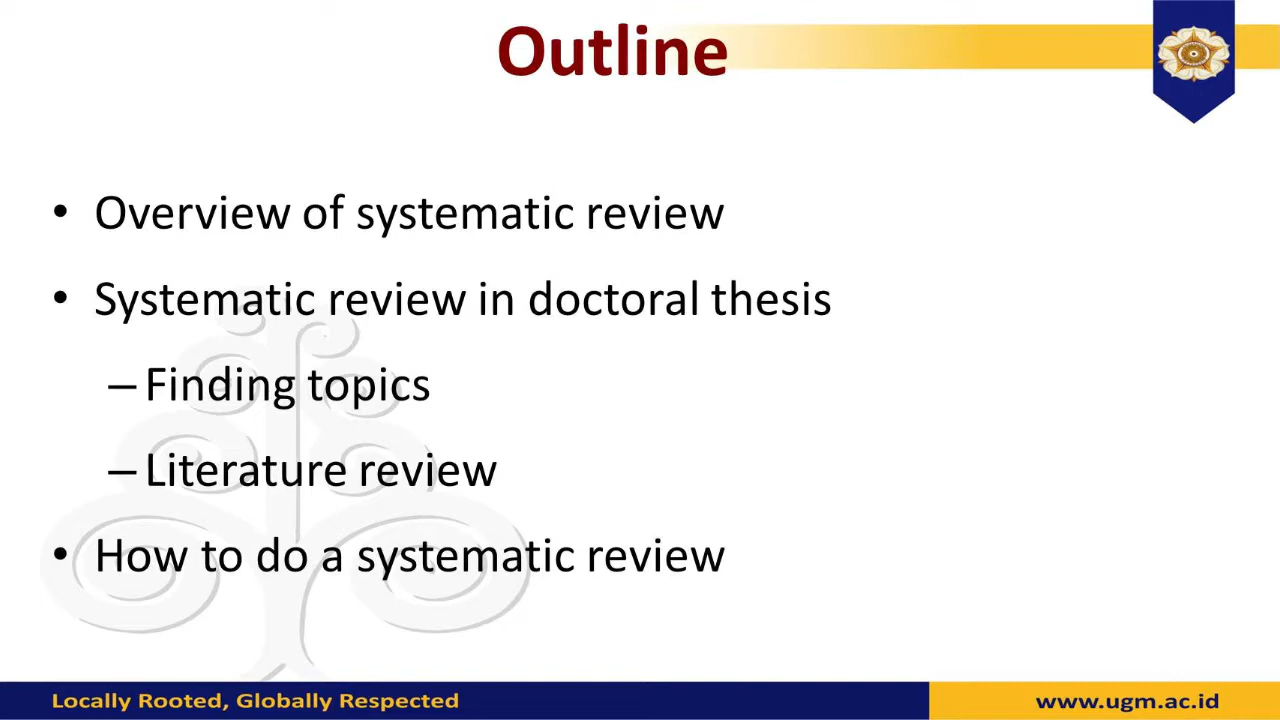 Outline
• Overview of systematic review
• Systematic review in doctoral thesis
– Finding topics
– Literature review
• How to do a systematic review
Locally Rooted, Globally Respected
www.ugm.ac.id